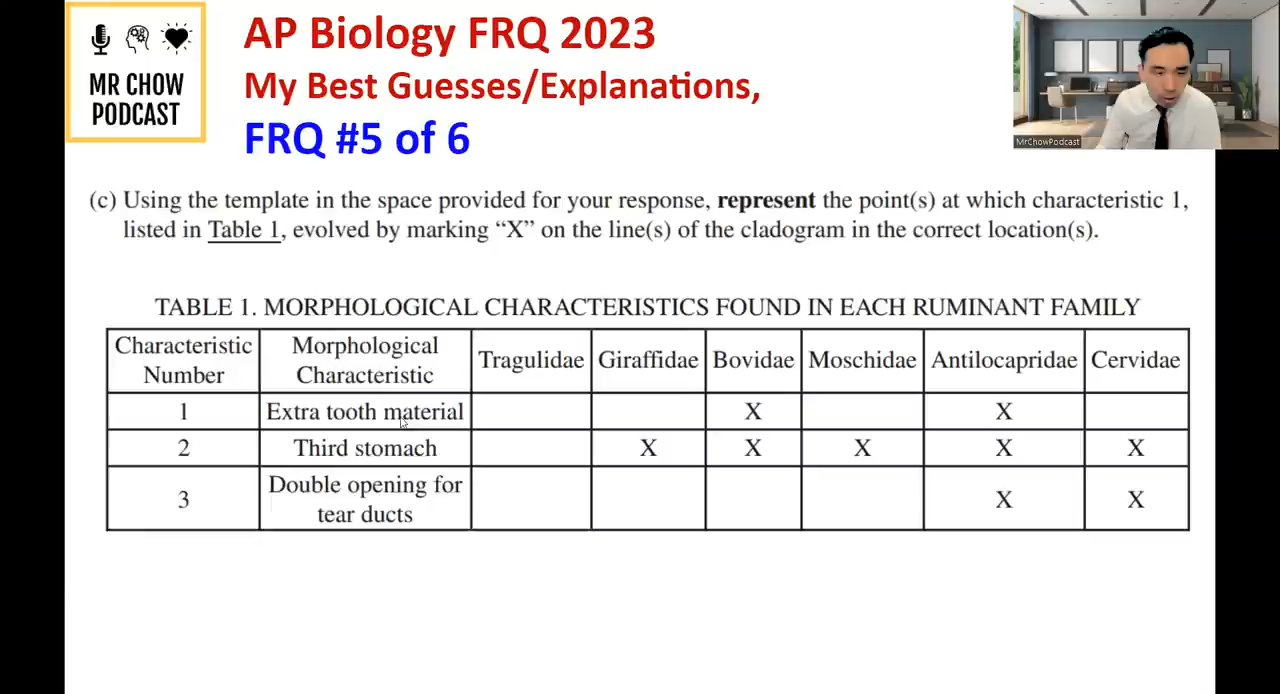 MR CHOW
PODCAST
AP Biology FRQ 2023
My Best Guesses/Explanations,
FRQ #5 of 6
MrChowPodcast
(c) Using the template in the space provided for your response, represent the point(s) at which characteristic 1,
listed in Table 1, evolved by marking “X” on the line(s) of the cladogram in the correct location(s).
TABLE 1. MORPHOLOGICAL CHARACTERISTICS FOUND IN EACH RUMINANT FAMILY
Characteristic Number Morphological Characteristic Tragulidae Giraffidae Bovidae Moschidae Antilocapridae Cervidae
1 Extra tooth material X X
2 Third stomach X X X X X
3 Double opening for tear ducts X X